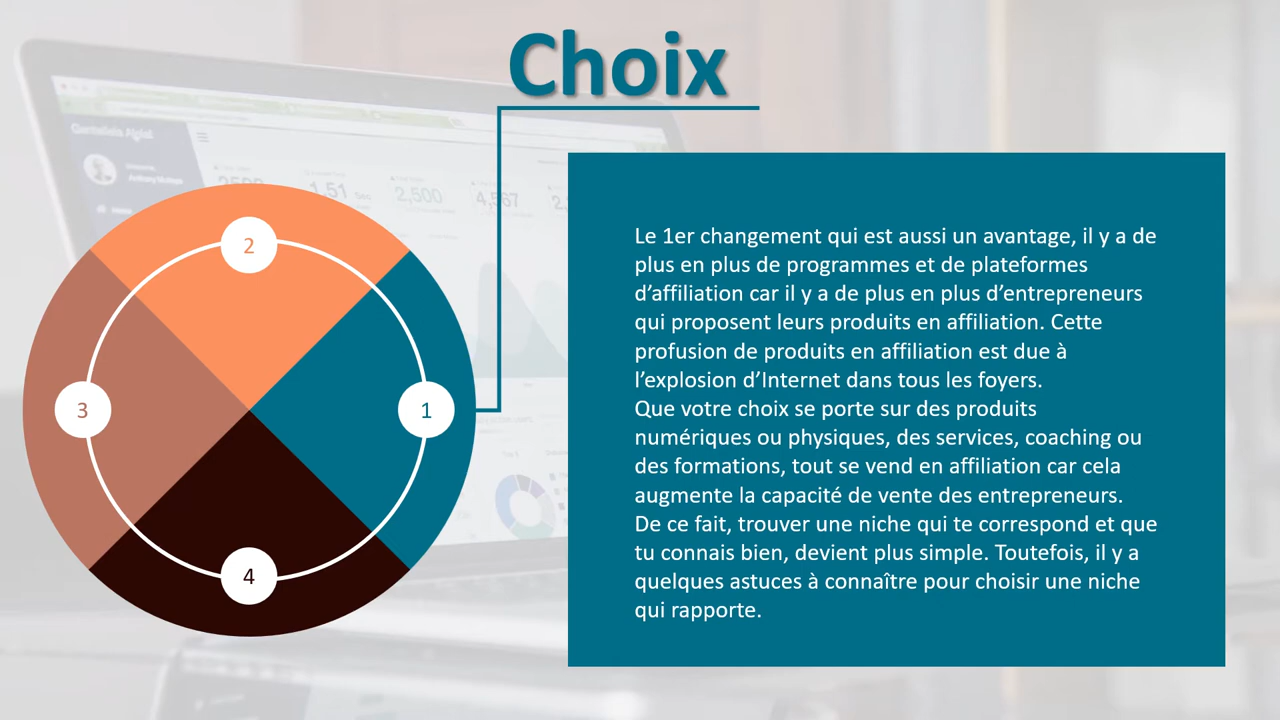 Choix
2
3
1
4
Le 1er changement qui est aussi un avantage, il y a de
plus en plus de programmes et de plateformes
d’affiliation car il y a de plus en plus d’entrepreneurs
qui proposent leurs produits en affiliation. Cette
profusion de produits en affiliation est due à
l’explosion d’Internet dans tous les foyers.
Que votre choix se porte sur des produits
numériques ou physiques, des services, coaching ou
des formations, tout se vend en affiliation car cela
augmente la capacité de vente des entrepreneurs.
De ce fait, trouver une niche qui te correspond et que
tu connais bien, devient plus simple. Toutefois, il y a
quelques astuces à connaître pour choisir une niche
qui rapporte.
2,500
4,567